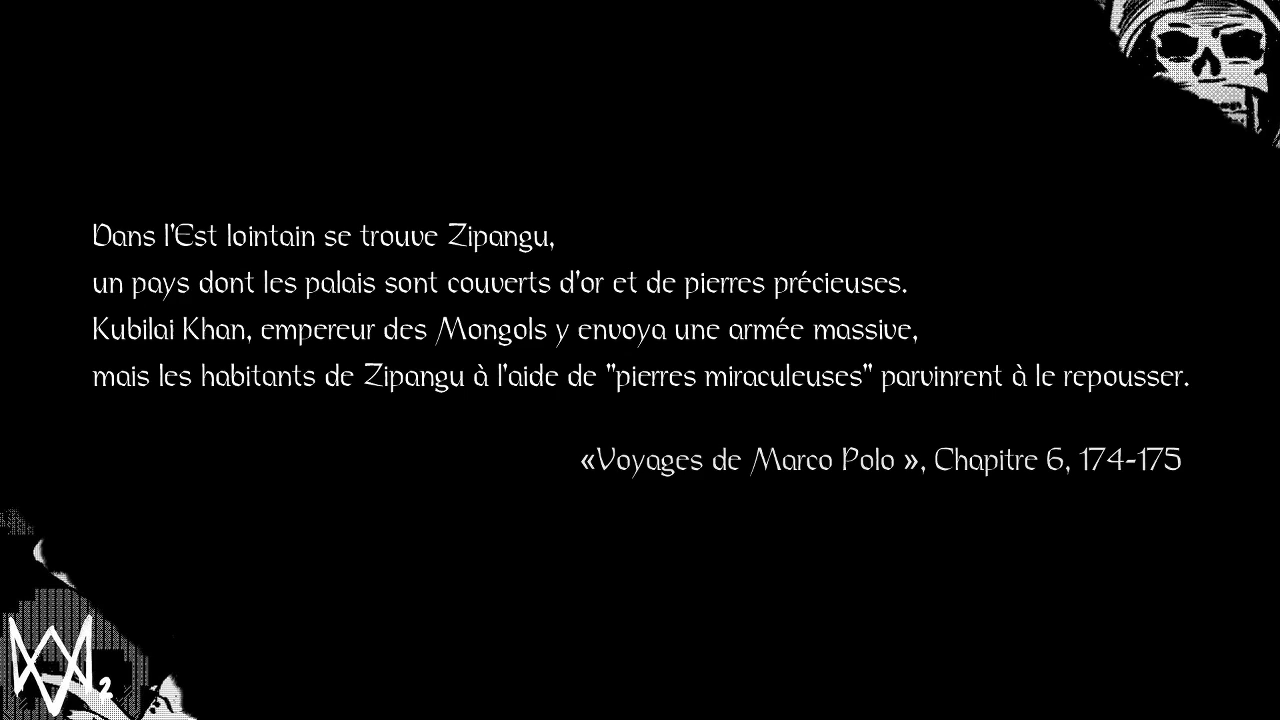 Dans l'Est lointain se trouve Zipangu,
un pays dont les palais sont couverts d'or et de pierres précieuses.
Kubilai Khan, empereur des Mongols y envoya une armée massive,
mais les habitants de Zipangu à l'aide de "pierres miraculeuses" parvinrent à le repousser.
«Voyages de Marco Polo », Chapitre 6, 174-175
2